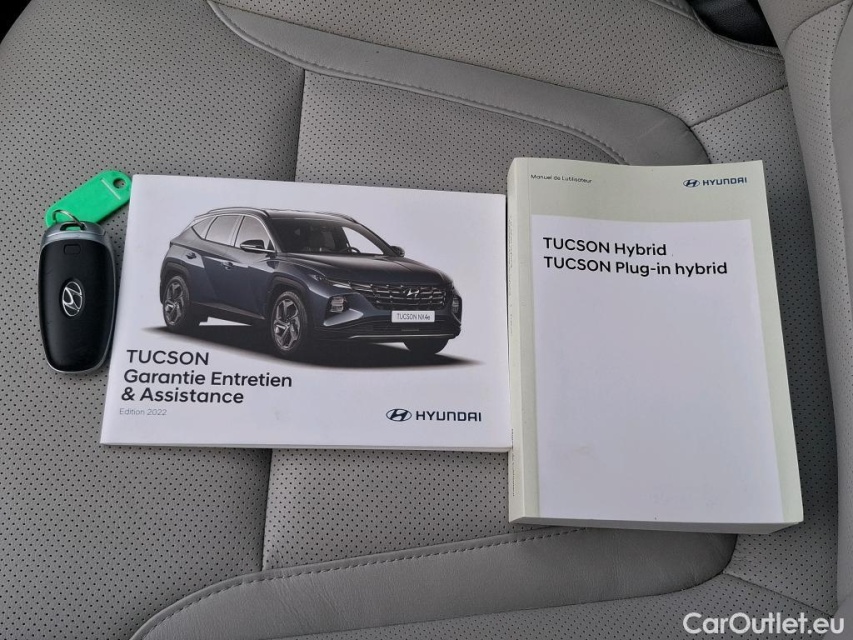 TUCSON NX4e
TUCSON
Garantie Entretien
& Assistance
Edition 2022
HYUNDAI
Manuel de L'utilisateur
HYUNDAI
TUCSON Hybrid
TUCSON Plug-in hybrid
CarOutlet.eu